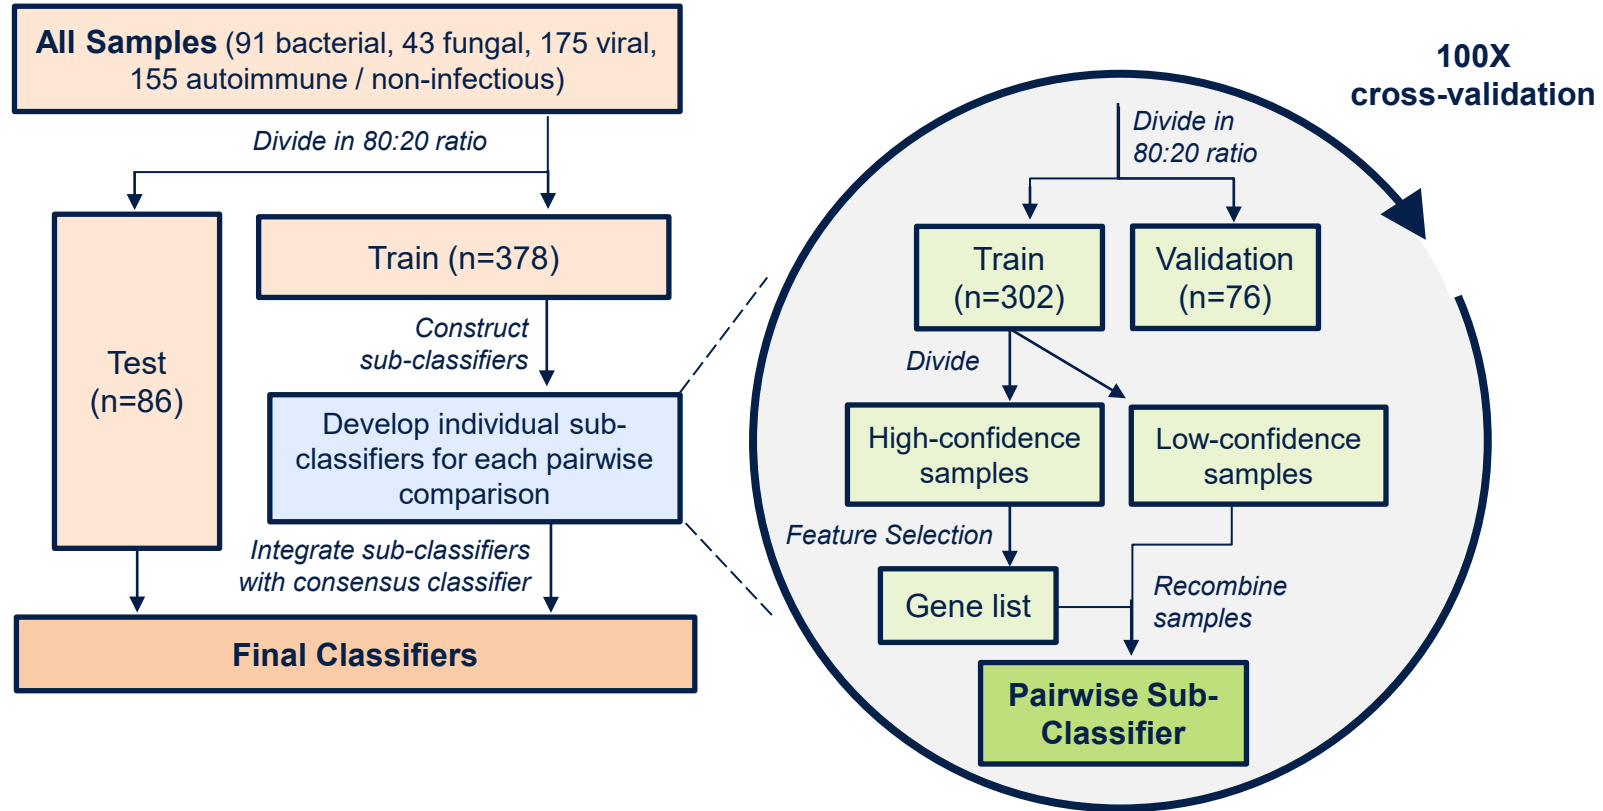 All Samples (91 bacterial, 43 fungal, 175 viral,
155 autoimmune / non-infectious)
Divide in 80:20 ratio
Test
(n=86)
Train (n=378)
Construct
sub-classifiers
Develop individual sub-
classifiers for each pairwise
comparison
Integrate sub-classifiers
with consensus classifier
Final Classifiers
100X
cross-validation
Divide in
80:20 ratio
Train
(n=302)
Validation
(n=76)
Divide
High-confidence
samples
Low-confidence
samples
Feature Selection
Gene list
Recombine
samples
Pairwise Sub-
Classifier